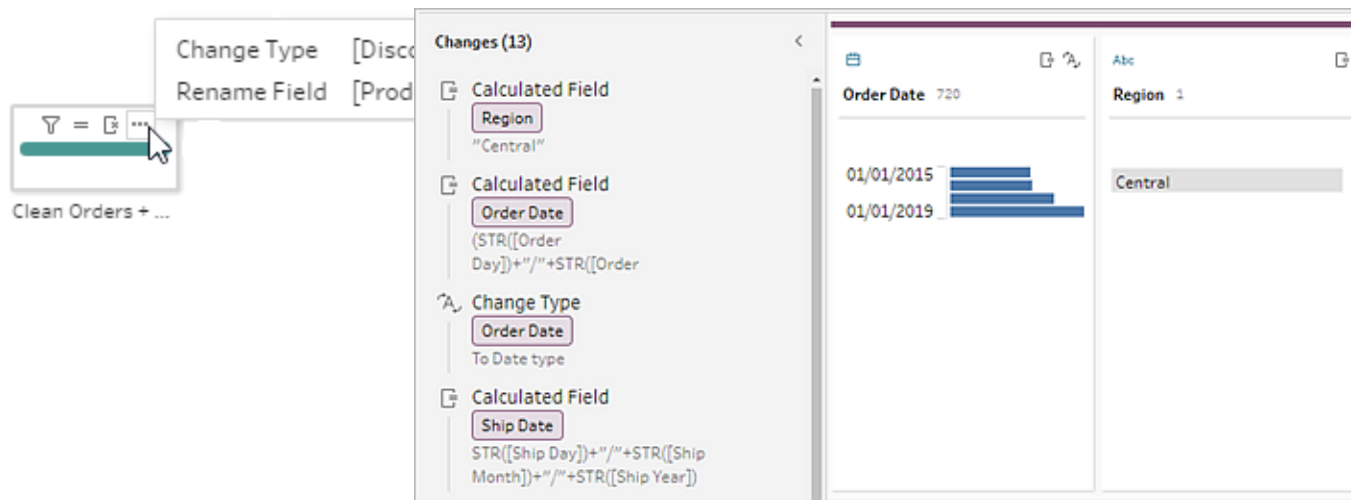 Change Type [Disco
Rename Field [Prod
Clean Orders + ...
Changes (13)
Calculated Field
Region
"Central"
Calculated Field
Order Date
(STR([Order
Day])+"/"+STR([Order
Change Type
Order Date
To Date type
Calculated Field
Ship Date
STR([Ship Day])+"/"+STR([Ship
Month])+"/"+STR([Ship Year])
Order Date 720
01/01/2015
01/01/2019
Abc
Region 1
Central